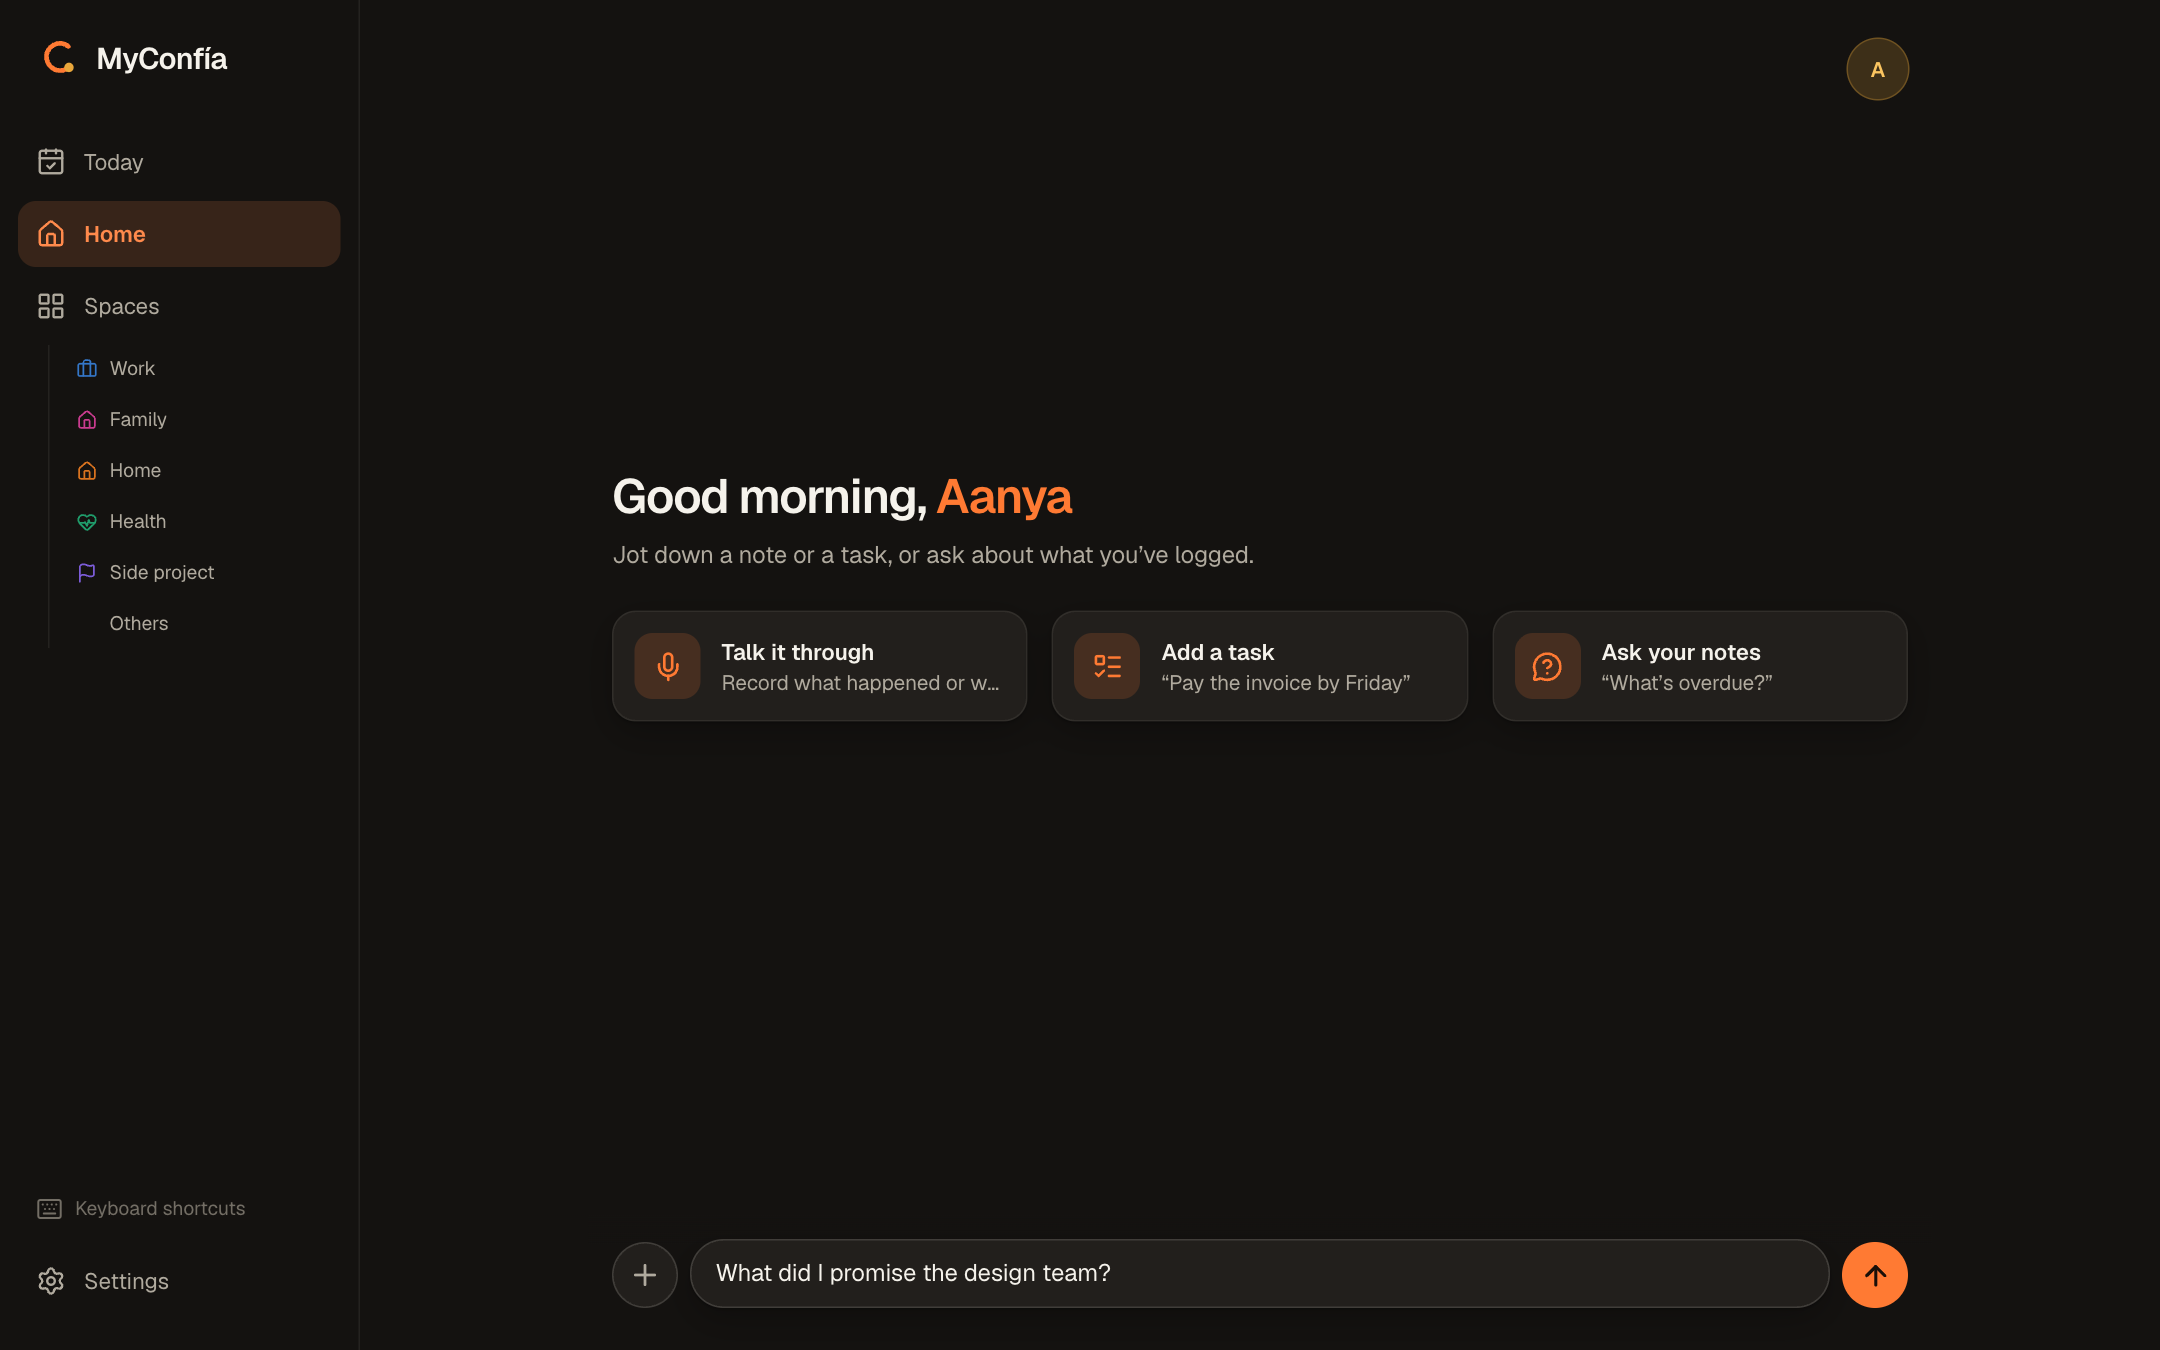 MyConfía
Today
Home
Spaces
Work
Family
Home
Health
Side project
Others
Keyboard shortcuts
Settings
A
Good morning, Aanya
Jot down a note or a task, or ask about what you’ve logged.
Talk it through
Record what happened or w…
Add a task
“Pay the invoice by Friday”
Ask your notes
“What’s overdue?”
What did I promise the design team?